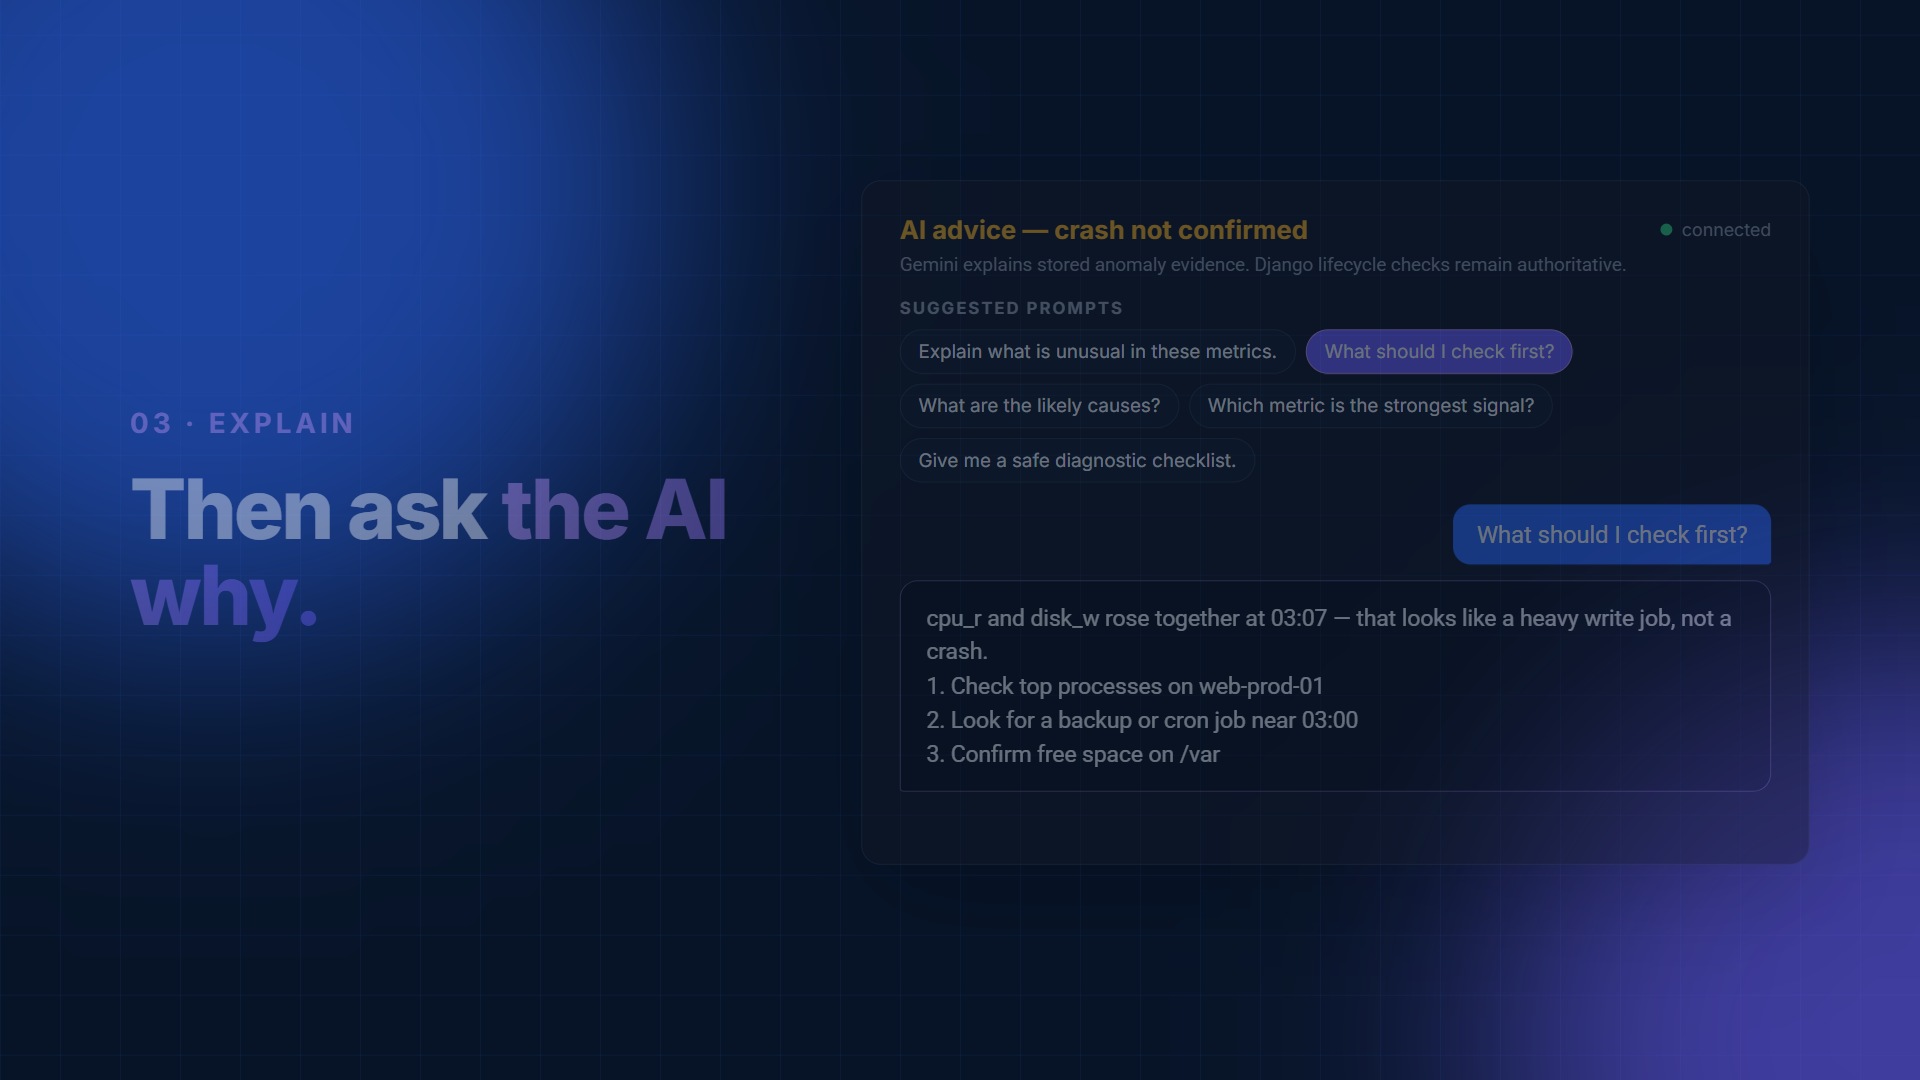 03 · EXPLAIN
Then ask the AI
why.
AI advice — crash not confirmed
connected
Gemini explains stored anomaly evidence. Django lifecycle checks remain authoritative.
SUGGESTED PROMPTS
Explain what is unusual in these metrics.
What should I check first?
What are the likely causes?
Which metric is the strongest signal?
Give me a safe diagnostic checklist.
What should I check first?
cpu_r and disk_w rose together at 03:07 — that looks like a heavy write job, not a
crash.
1. Check top processes on web-prod-01
2. Look for a backup or cron job near 03:00
3. Confirm free space on /var